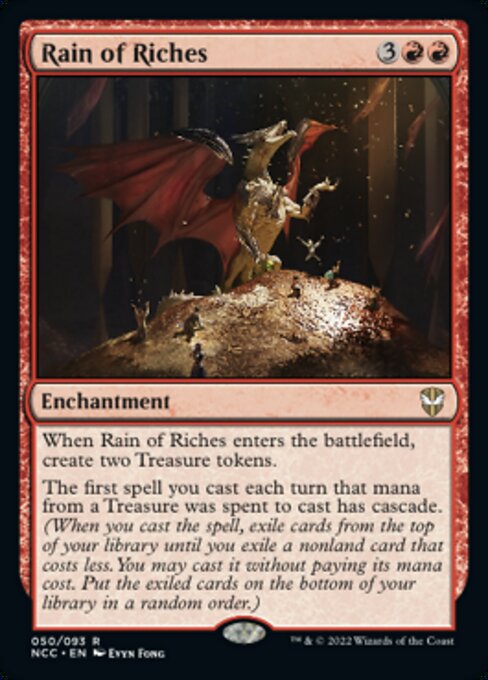 Rain of Riches 3
Enchantment
When Rain of Riches enters the battlefield,
create two Treasure tokens.
The first spell you cast each turn that mana
from a Treasure was spent to cast has cascade.
(When you cast the spell, exile cards from the top
of your library until you exile a nonland card that
costs less. You may cast it without paying its mana
cost. Put the exiled cards on the bottom of your
library in a random order.)
050/093 R
NCC • EN Evyn Fong
™ & © 2022 Wizards of the Coast